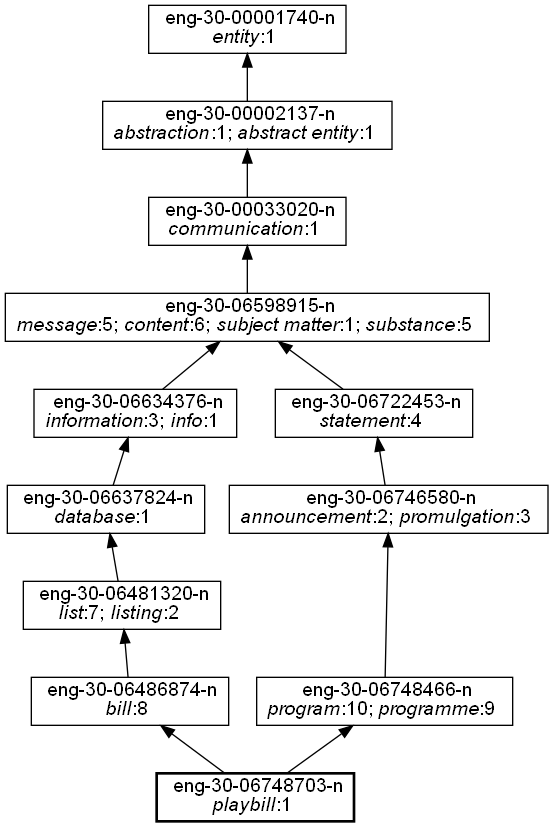 eng-30-00001740-n
entity:1
eng-30-00002137-n
abstraction:1; abstract entity:1
eng-30-00033020-n
communication:1
eng-30-06598915-n
message:5; content:6; subject matter:1; substance:5
eng-30-06634376-n
information:3; info:1
eng-30-06722453-n
statement:4
eng-30-06637824-n
database:1
eng-30-06746580-n
announcement:2; promulgation:3
eng-30-06481320-n
list:7; listing:2
eng-30-06486874-n
bill:8
eng-30-06748466-n
program:10; programme:9
eng-30-06748703-n
playbill:1